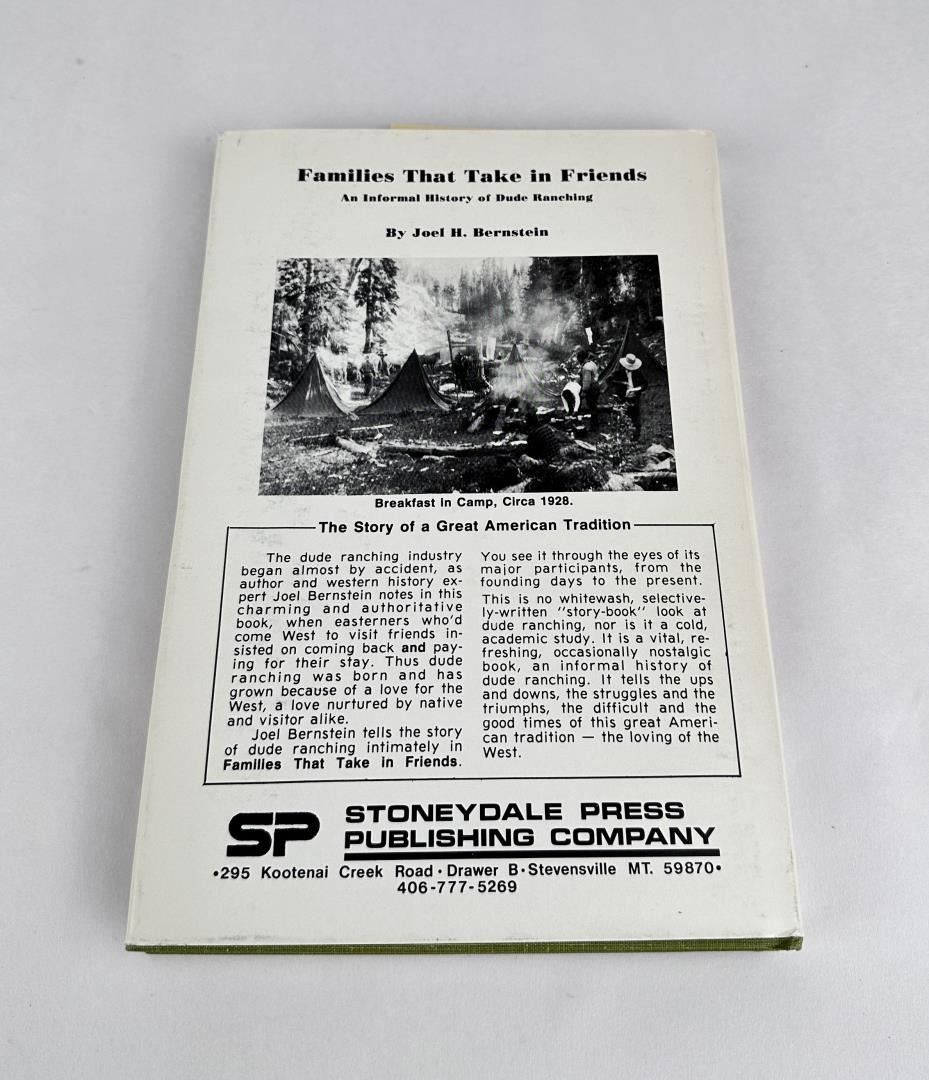 Families That Take in Friends
An Informal History of Dude Ranching
By Joel H. Bernstein
Breakfast in Camp, Circa 1928.
The Story of a Great American Tradition
The dude ranching industry
began almost by accident, as
author and western history ex-
pert Joel Bernstein notes in this
charming and authoritative
book, when easterners who'd
come West to visit friends in-
sisted on coming back and pay-
ing for their stay. Thus dude
ranching was born and has
grown because of a love for the
West, a love nurtured by native
and visitor alike.
Joel Bernstein tells the story
of dude ranching intimately in
Families That Take in Friends.
You see it through the eyes of its
major participants, from the
founding days to the present.
This is no whitewash, selective-
ly-written "story-book" look at
dude ranching, nor is it a cold,
academic study. It is a vital, re-
freshing, occasionally nostalgic
book, an informal history of
dude ranching. It tells the ups
and downs, the struggles and the
triumphs, the difficult and the
good times of this great Ameri-
can tradition — the loving of the
West.
SP
STONEYDALE PRESS
PUBLISHING COMPANY
•295 Kootenai Creek Road • Drawer B • Stevensville MT. 59870•
406-777-5269